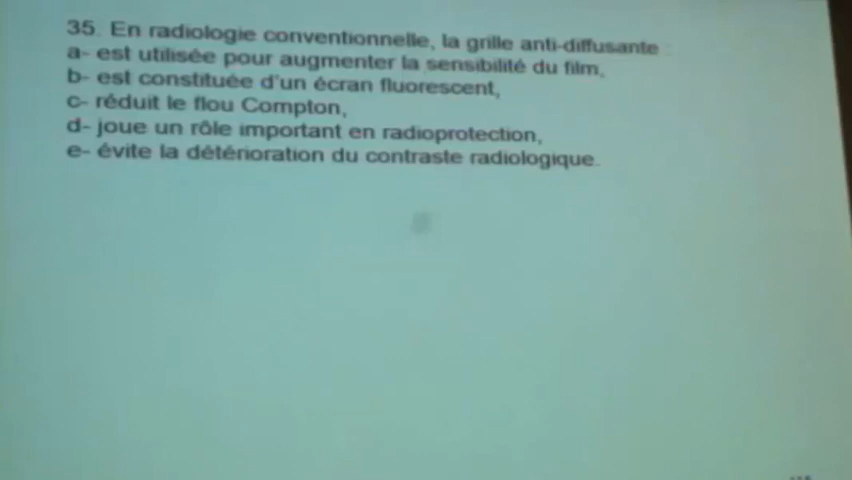 35. En radiologie conventionnelle, la grille anti-diffusante :
a- est utilisée pour augmenter la sensibilité du film,
b- est constituée d'un écran fluorescent,
c- réduit le flou Compton,
d- joue un rôle important en radioprotection,
e- évite la détérioration du contraste radiologique.